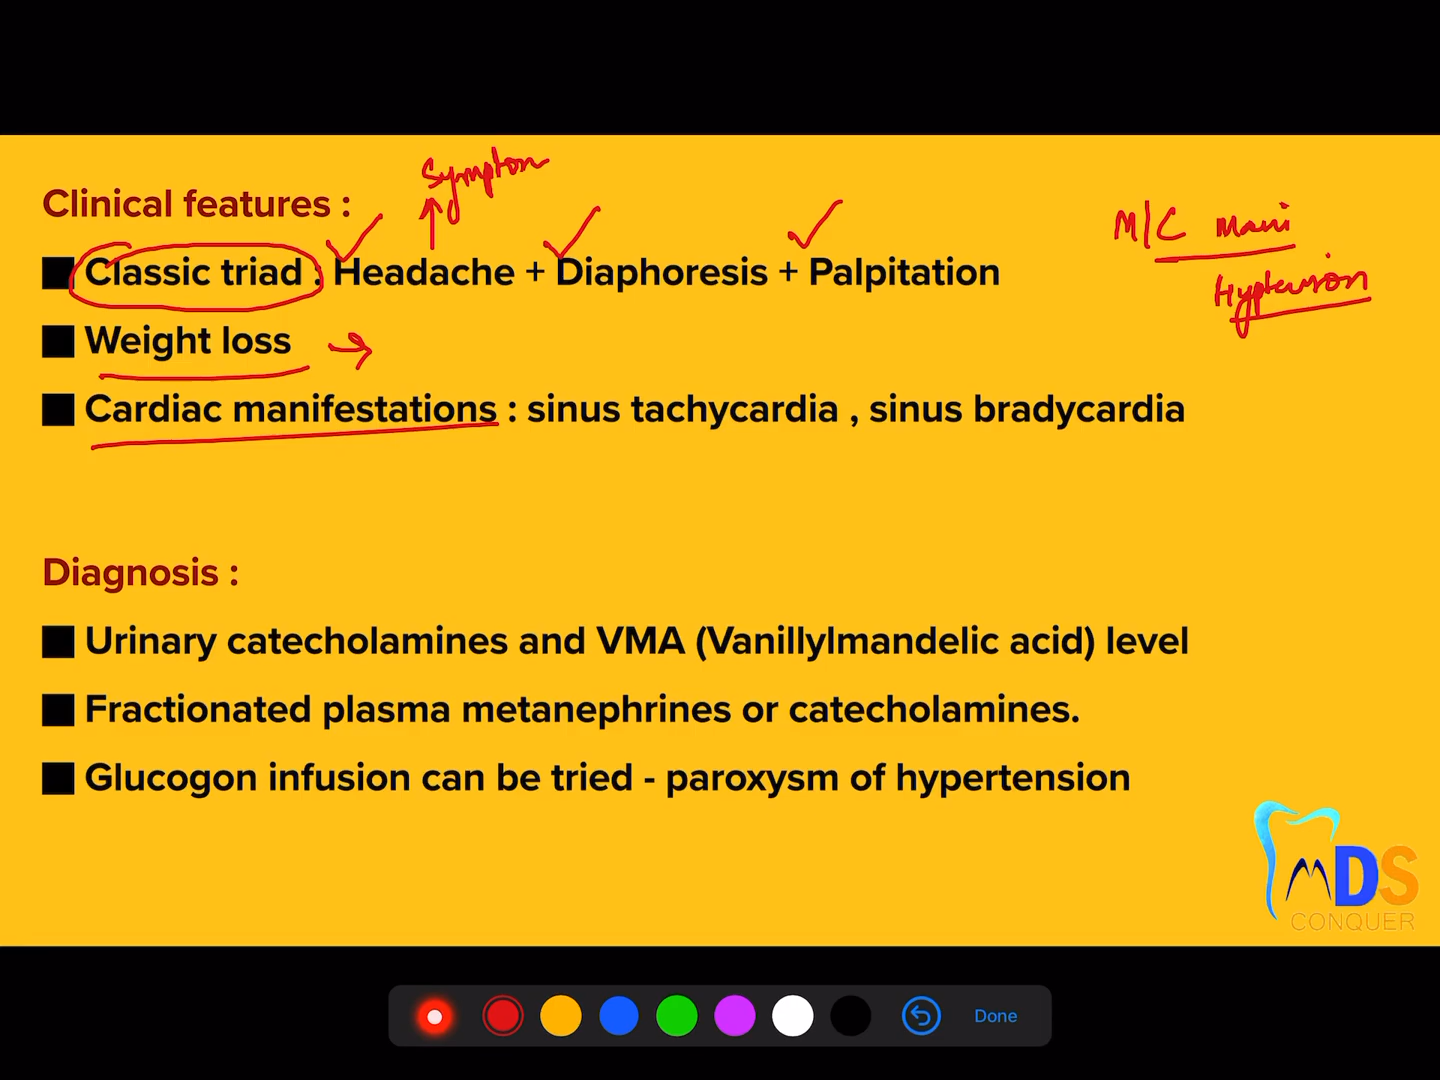 Sympton
Clinical features :
M/C Mani
Classic triad : Headache + Diaphoresis + Palpitation
Weight loss →
Cardiac manifestations : sinus tachycardia , sinus bradycardia
Diagnosis :
Urinary catecholamines and VMA (Vanillylmandelic acid) level
Fractionated plasma metanephrines or catecholamines.
Glucogon infusion can be tried - paroxysm of hypertension
MDS
CONQUER
Done